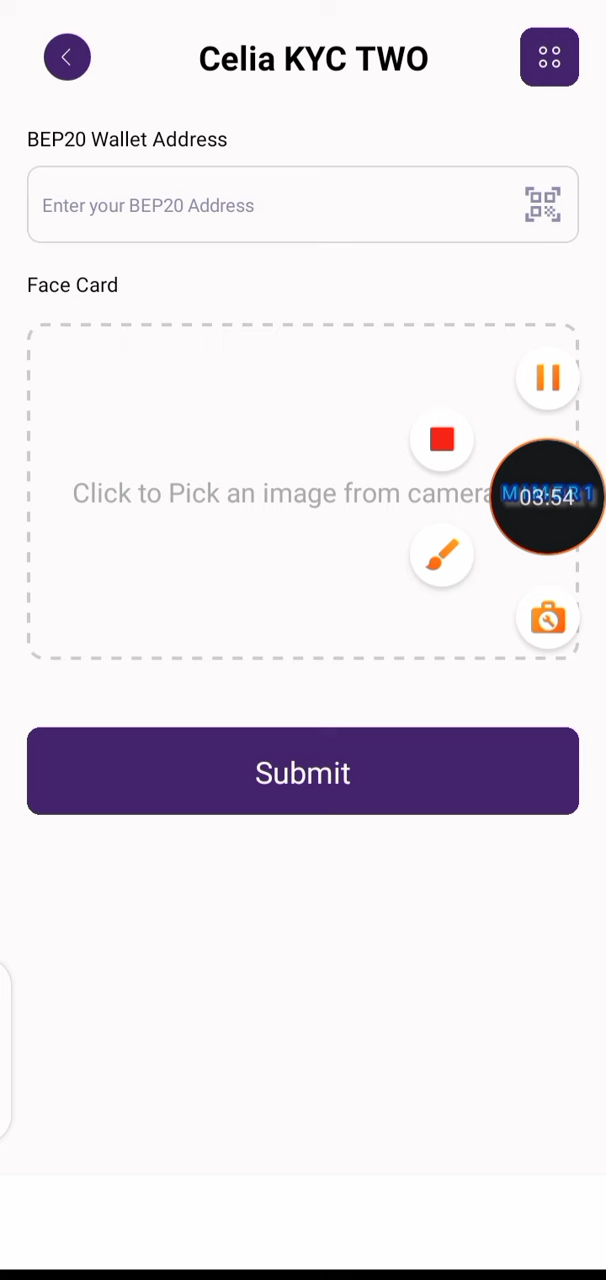 Celia KYC TWO
BEP20 Wallet Address
Enter your BEP20 Address
Face Card
Click to Pick an image from camera
03:54
Submit